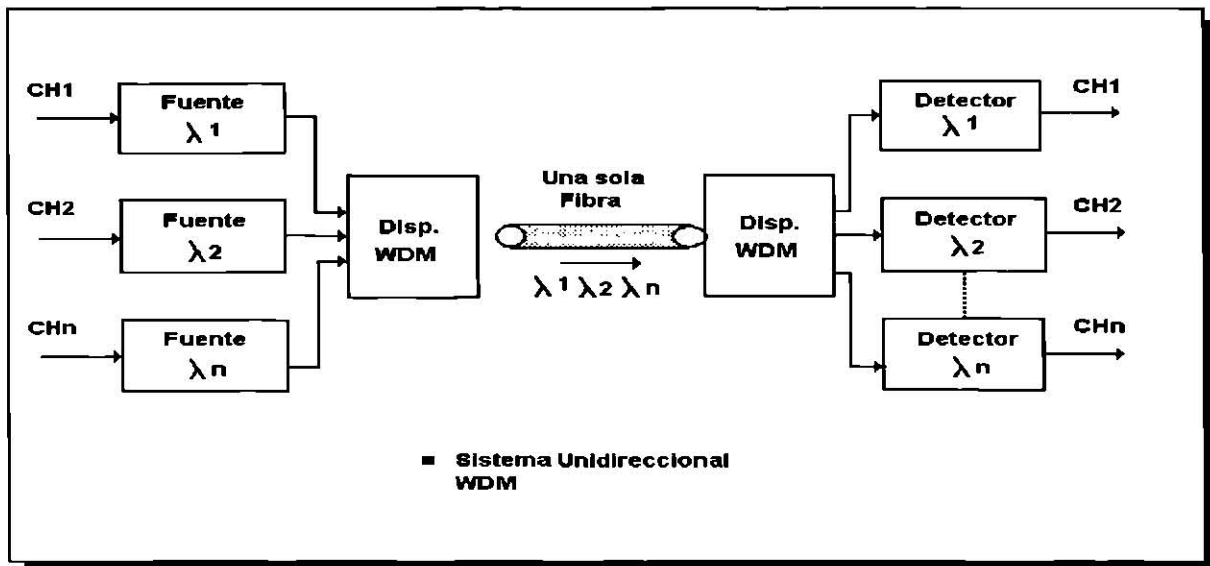 CH1
Fuente
λ1
CH2
Fuente
λ2
CHn
Fuente
λn
Disp.
WDM
Una sola
Fibra
λ1 λ2 λn
Disp.
WDM
Detector
λ1
CH1
Detector
λ2
CH2
Detector
λn
CHn
▪ Sistema Unidireccional
WDM